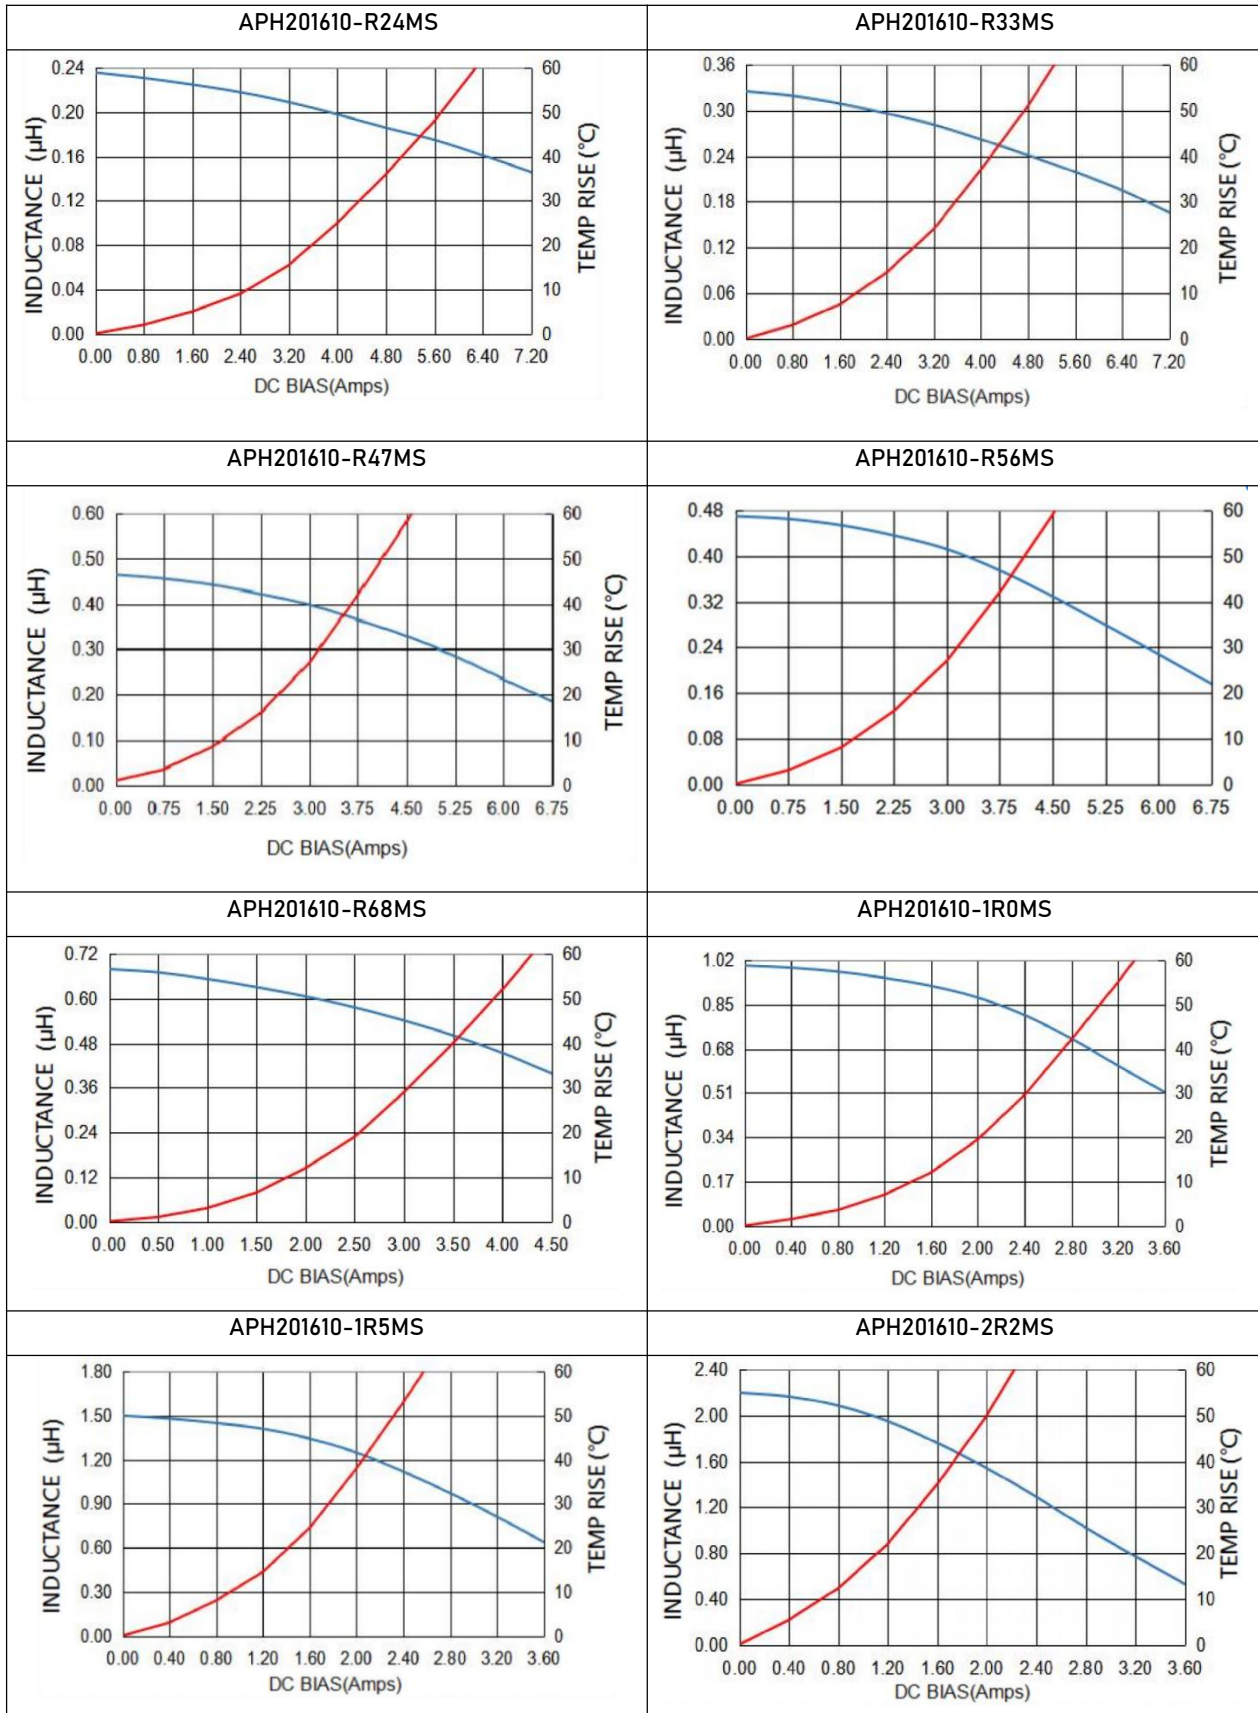 APH201610-R24MS
INDUCTANCE (μH)
0.24
0.20
0.16
0.12
0.08
0.04
0.00
60
50
40
30
20
10
0
TEMP RISE (℃)
0.00 0.80 1.60 2.40 3.20 4.00 4.80 5.60 6.40 7.20
DC BIAS(Amps)
APH201610-R33MS
INDUCTANCE (μH)
0.36
0.30
0.24
0.18
0.12
0.06
0.00
60
50
40
30
20
10
0
TEMP RISE (℃)
0.00 0.80 1.60 2.40 3.20 4.00 4.80 5.60 6.40 7.20
DC BIAS(Amps)
APH201610-R47MS
INDUCTANCE (μH)
0.60
0.50
0.40
0.30
0.20
0.10
0.00
60
50
40
30
20
10
0
TEMP RISE (℃)
0.00 0.75 1.50 2.25 3.00 3.75 4.50 5.25 6.00 6.75
DC BIAS(Amps)
APH201610-R56MS
INDUCTANCE (μH)
0.48
0.40
0.32
0.24
0.16
0.08
0.00
60
50
40
30
20
10
0
TEMP RISE (℃)
0.00 0.75 1.50 2.25 3.00 3.75 4.50 5.25 6.00 6.75
APH201610-R68MS
INDUCTANCE (μH)
0.72
0.60
0.48
0.36
0.24
0.12
0.00
60
50
40
30
20
10
0
TEMP RISE (℃)
0.00 0.50 1.00 1.50 2.00 2.50 3.00 3.50 4.00 4.50
DC BIAS(Amps)
APH201610-1R0MS
INDUCTANCE (μH)
1.02
0.85
0.68
0.51
0.34
0.17
0.00
60
50
40
30
20
10
0
TEMP RISE (℃)
0.00 0.40 0.80 1.20 1.60 2.00 2.40 2.80 3.20 3.60
DC BIAS(Amps)
APH201610-1R5MS
INDUCTANCE (μH)
1.80
1.50
1.20
0.90
0.60
0.30
0.00
60
50
40
30
20
10
0
TEMP RISE (℃)
0.00 0.40 0.80 1.20 1.60 2.00 2.40 2.80 3.20 3.60
DC BIAS(Amps)
APH201610-2R2MS
INDUCTANCE (μH)
2.40
2.00
1.60
1.20
0.80
0.40
0.00
60
50
40
30
20
10
0
TEMP RISE (℃)
0.00 0.40 0.80 1.20 1.60 2.00 2.40 2.80 3.20 3.60
DC BIAS(Amps)